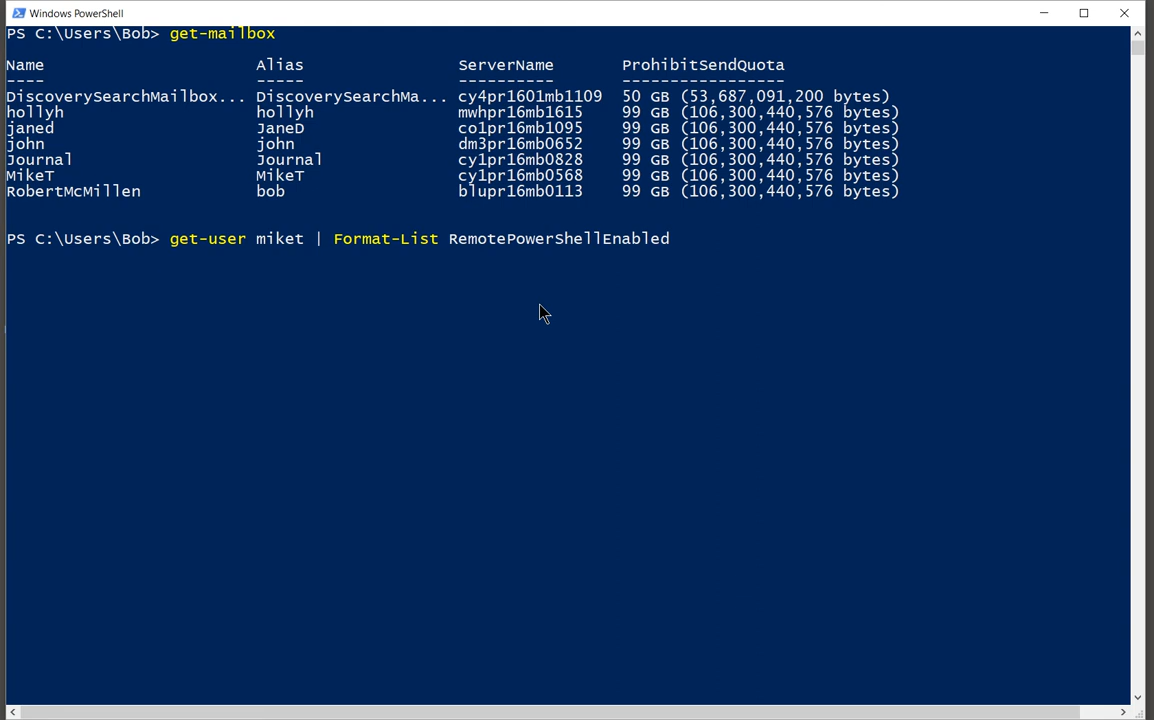 Windows PowerShell
PS C:\Users\Bob> get-mailbox
Name Alias ServerName ProhibitSendQuota
---- ----- ---------- -----------------
DiscoverySearchMailbox... DiscoverySearchMa... cy4pr1601mb1109 50 GB (53,687,091,200 bytes)
hollyh hollyh mwhpr16mb1615 99 GB (106,300,440,576 bytes)
janed JaneD co1pr16mb1095 99 GB (106,300,440,576 bytes)
john john dm3pr16mb0652 99 GB (106,300,440,576 bytes)
Journal Journal cy1pr16mb0828 99 GB (106,300,440,576 bytes)
MikeT MikeT cy1pr16mb0568 99 GB (106,300,440,576 bytes)
RobertMcMillen bob blupr16mb0113 99 GB (106,300,440,576 bytes)
PS C:\Users\Bob> get-user miket | Format-List RemotePowerShellEnabled